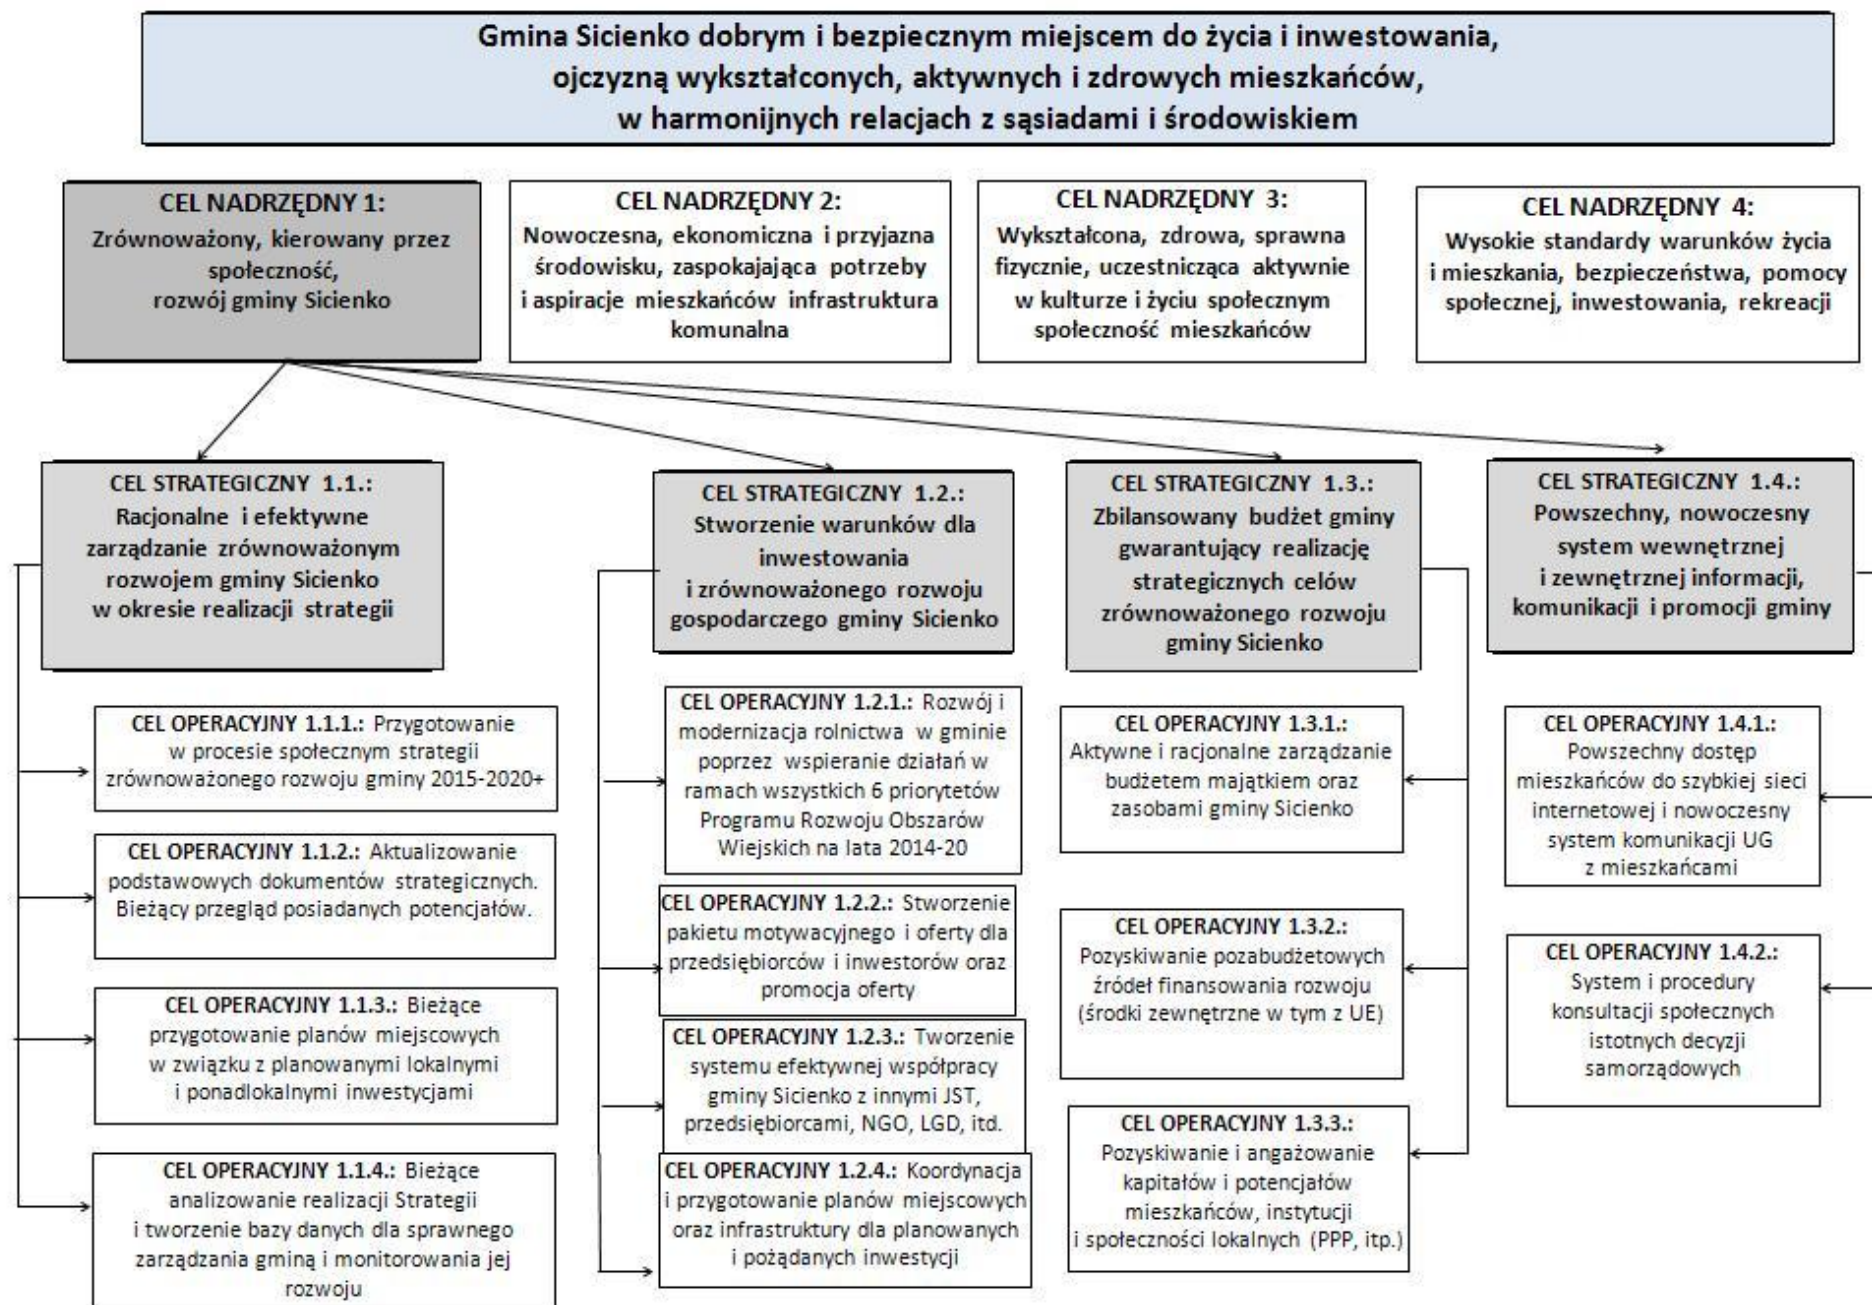 Gmina Sicienko dobrym i bezpiecznym miejscem do życia i inwestowania,
ojczyzną wykształconych, aktywnych i zdrowych mieszkańców,
w harmonijnych relacjach z sąsiadami i środowiskiem
CEL NADRZĘDNY 1:
Zrównoważony, kierowany przez
społeczność,
rozwój gminy Sicienko
CEL NADRZĘDNY 2:
Nowoczesna, ekonomiczna i przyjazna
środowisku, zaspokajająca potrzeby
i aspiracje mieszkańców infrastruktura
komunalna
CEL NADRZĘDNY 3:
Wykształcona, zdrowa, sprawna
fizycznie, uczestnicząca aktywnie
w kulturze i życiu społecznym
społeczność mieszkańców
CEL NADRZĘDNY 4:
Wysokie standardy warunków życia
i mieszkania, bezpieczeństwa, pomocy
społecznej, inwestowania, rekreacji
CEL STRATEGICZNY 1.1.:
Racjonalne i efektywne
zarządzanie zrównoważonym
rozwojem gminy Sicienko
w okresie realizacji strategii
CEL STRATEGICZNY 1.2.:
Stworzenie warunków dla
inwestowania
i zrównoważonego rozwoju
gospodarczego gminy Sicienko
CEL STRATEGICZNY 1.3.:
Zbilansowany budżet gminy
gwarantujący realizację
strategicznych celów
zrównoważonego rozwoju
gminy Sicienko
CEL STRATEGICZNY 1.4.:
Powszechny, nowoczesny
system wewnętrznej
i zewnętrznej informacji,
komunikacji i promocji gminy
CEL OPERACYJNY 1.1.1.: Przygotowanie
w procesie społecznym strategii
zrównoważonego rozwoju gminy 2015-2020+
CEL OPERACYJNY 1.1.2.: Aktualizowanie
podstawowych dokumentów strategicznych.
Bieżący przegląd posiadanych potencjałów.
CEL OPERACYJNY 1.1.3.: Bieżące
przygotowanie planów miejscowych
w związku z planowanymi lokalnymi
i ponadlokalnymi inwestycjami
CEL OPERACYJNY 1.1.4.: Bieżące
analizowanie realizacji Strategii
i tworzenie bazy danych dla sprawnego
zarządzania gminą i monitorowania jej
rozwoju
CEL OPERACYJNY 1.2.1.: Rozwój i
modernizacja rolnictwa w gminie
poprzez wspieranie działań w
ramach wszystkich 6 priorytetów
Programu Rozwoju Obszarów
Wiejskich na lata 2014-20
CEL OPERACYJNY 1.2.2.: Stworzenie
pakietu motywacyjnego i oferty dla
przedsiębiorców i inwestorów oraz
promocja oferty
CEL OPERACYJNY 1.2.3.: Tworzenie
systemu efektywnej współpracy
gminy Sicienko z innymi JST,
przedsiębiorcami, NGO, LGD, itd.
CEL OPERACYJNY 1.2.4.: Koordynacja
i przygotowanie planów miejscowych
oraz infrastruktury dla planowanych
i pożądanych inwestycji
CEL OPERACYJNY 1.3.1.:
Aktywne i racjonalne zarządzanie
budżetem majątkiem oraz
zasobami gminy Sicienko
CEL OPERACYJNY 1.3.2.:
Pozyskiwanie pozabudżetowych
źródeł finansowania rozwoju
(środki zewnętrzne w tym z UE)
CEL OPERACYJNY 1.3.3.:
Pozyskiwanie i angażowanie
kapitałów i potencjałów
mieszkańców, instytucji
i społeczności lokalnych (PPP, itp.)
CEL OPERACYJNY 1.4.1.:
Powszechny dostęp
mieszkańców do szybkiej sieci
internetowej i nowoczesny
system komunikacji UG
z mieszkańcami
CEL OPERACYJNY 1.4.2.:
System i procedury
konsultacji społecznych
istotnych decyzji
samorządowych